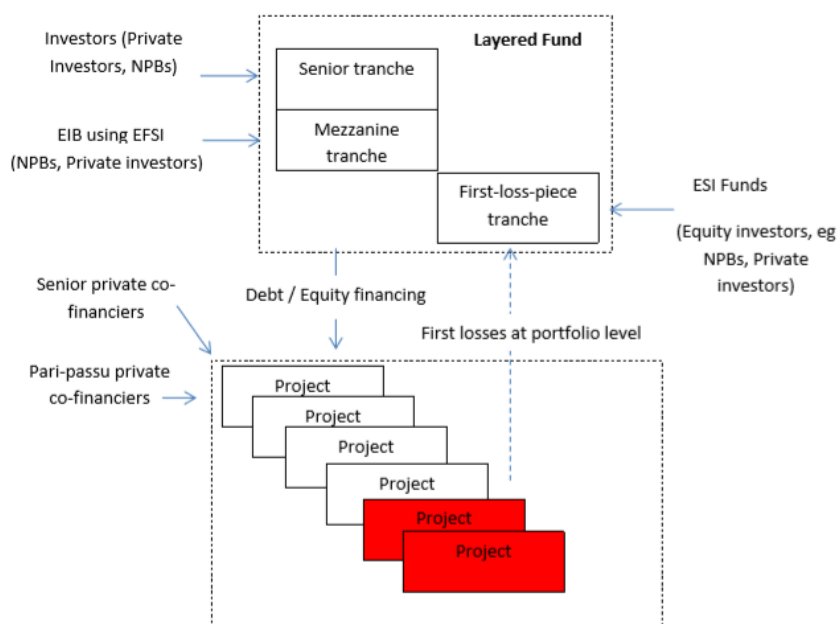 Investors (Private
Investors, NPBs)
Layered Fund
Senior tranche
EIB using EFSI
(NPBs, Private investors)
Mezzanine
tranche
First-loss-piece
tranche
ESI Funds
(Equity investors, eg
NPBs, Private
investors)
Senior private co-
financiers
Debt / Equity financing
First losses at portfolio level
Pari-passu private
co-financiers
Project
Project
Project
Project
Project
Project